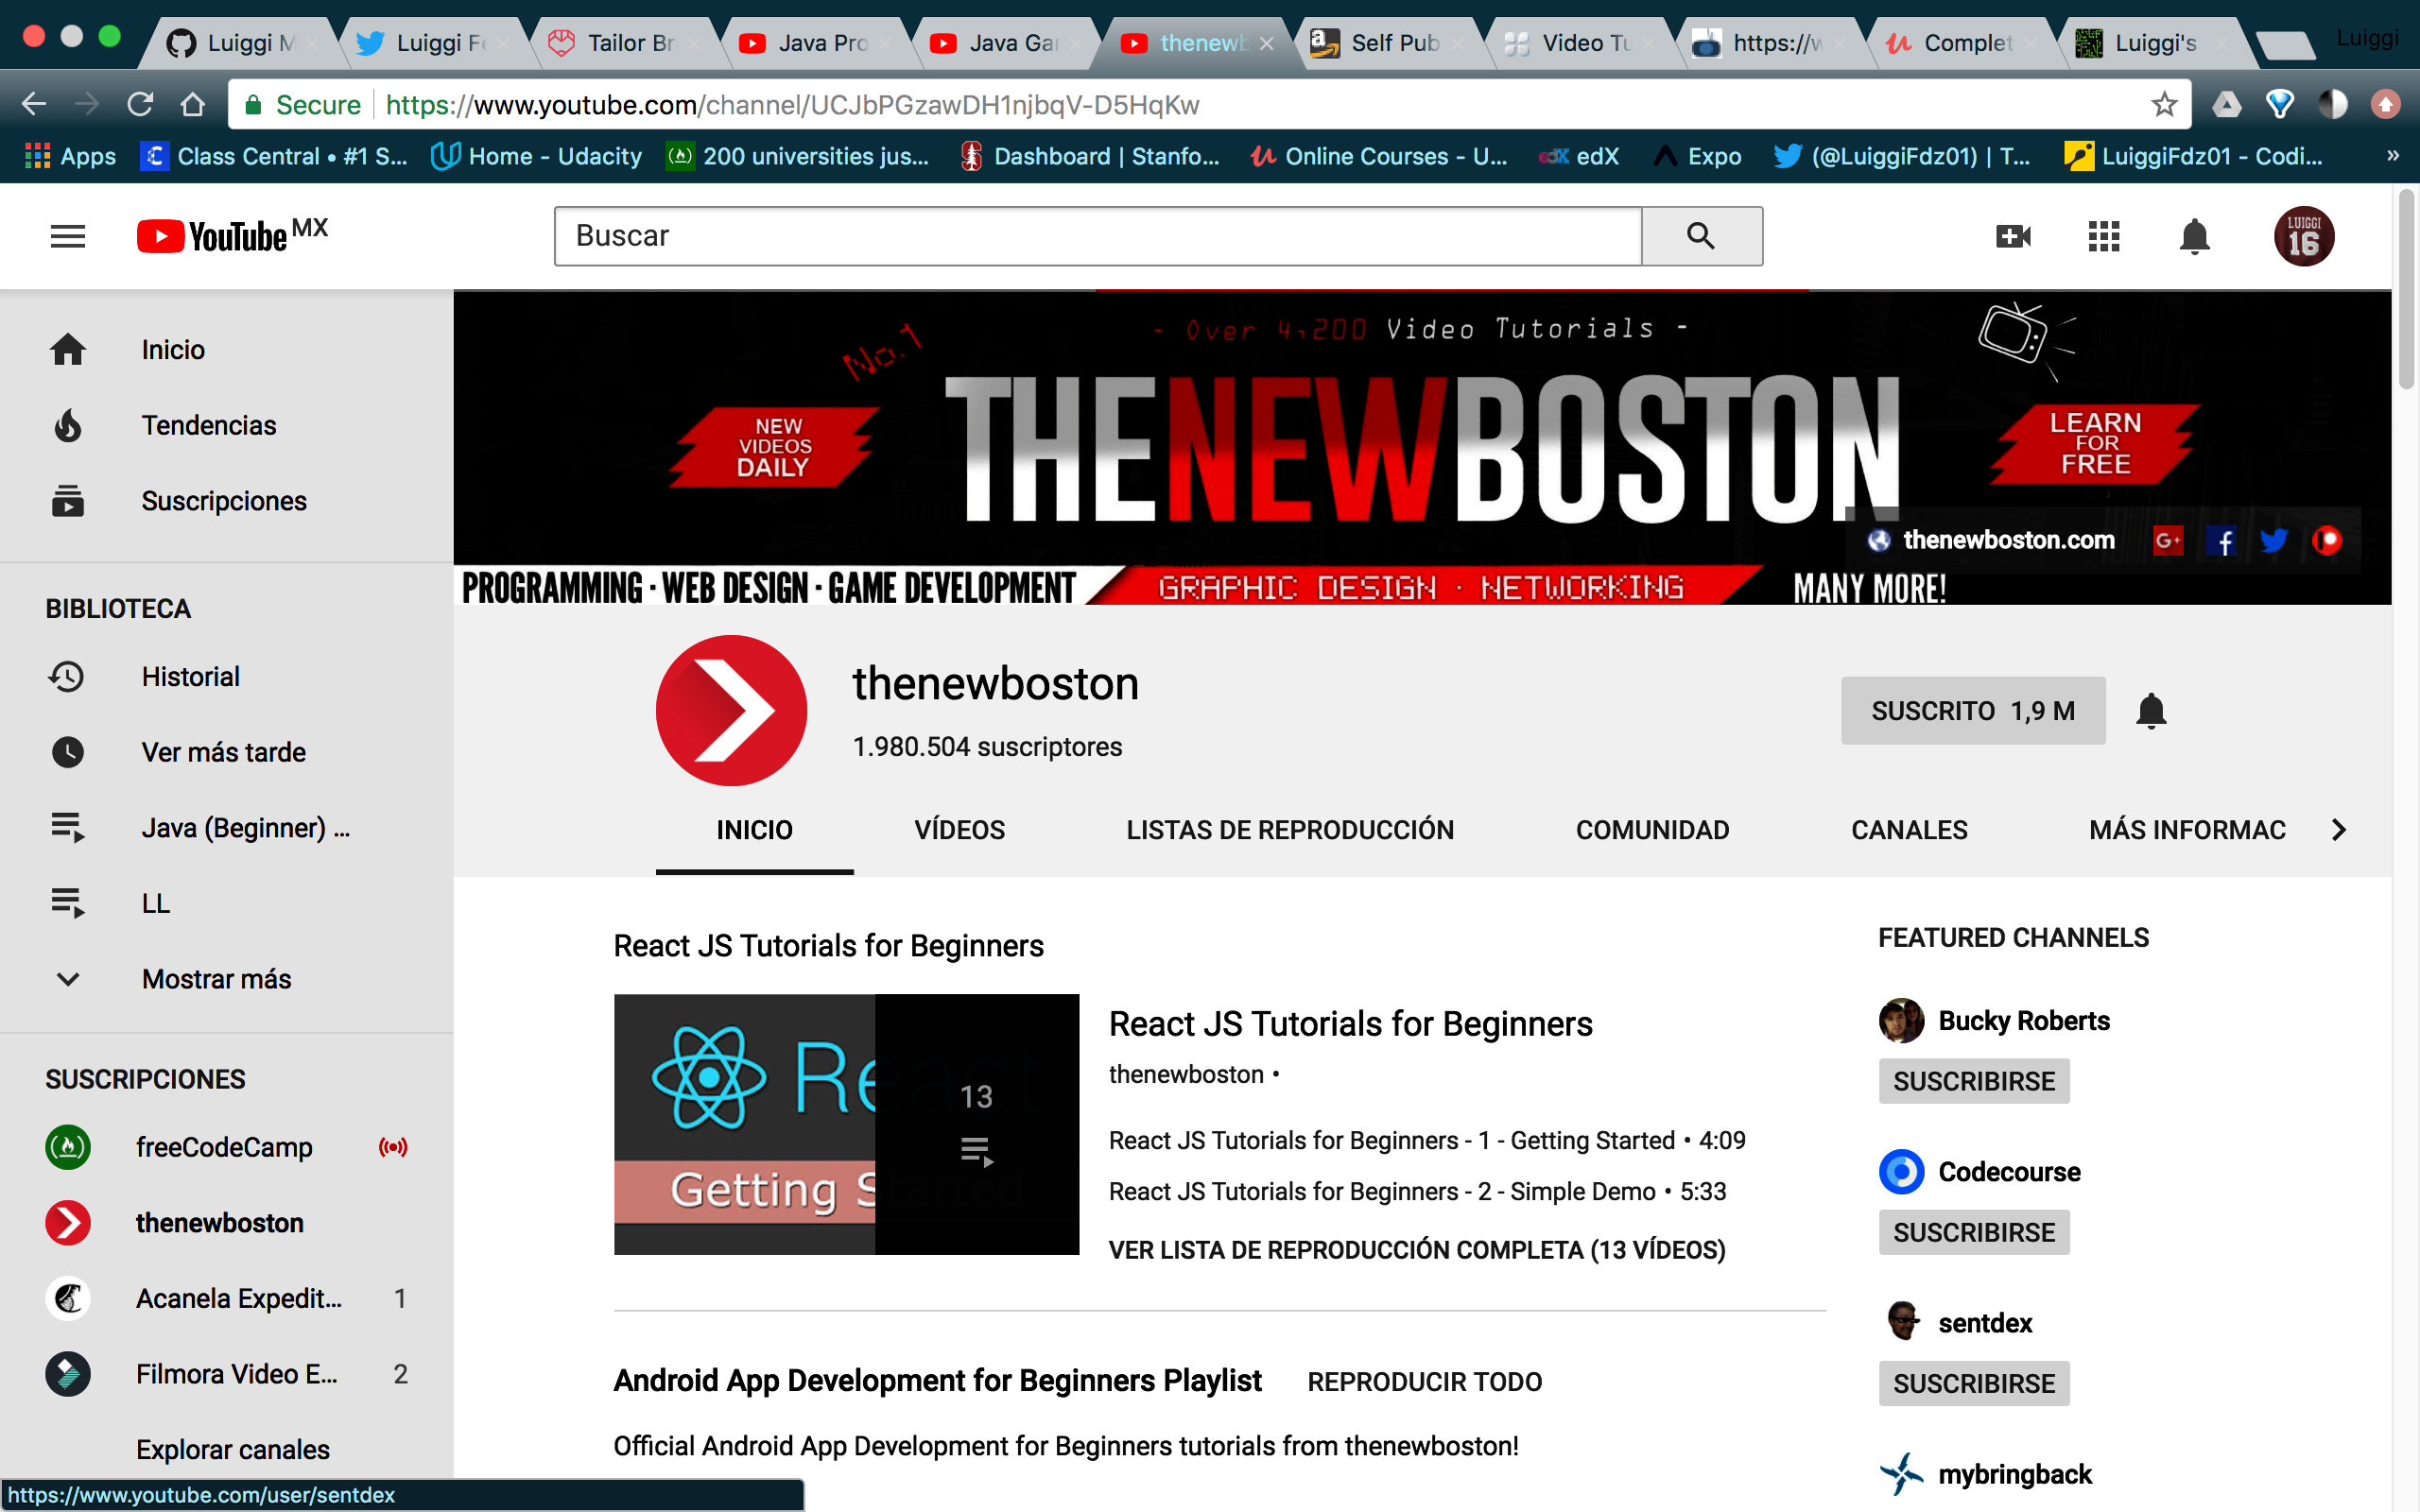 Luiggi M
Luiggi Fe
Tailor Br
Java Pro
Java Gar
thenewb
Self Pub
Video Tu
https://w
Complet
Luiggi's
Luiggi
Secure
https://www.youtube.com/channel/UCJbPGzawDH1njbqV-D5HqKw
Apps
Class Central • #1 S...
Home - Udacity
200 universities jus...
Dashboard | Stanfo...
Online Courses - U...
edX
Expo
(@LuiggiFdz01) | T...
LuiggiFdz01 - Codi...
»
YouTube MX
Buscar
LUIGGI
16
Inicio
Tendencias
Suscripciones
BIBLIOTECA
Historial
Ver más tarde
Java (Beginner) ...
LL
Mostrar más
SUSCRIPCIONES
freeCodeCamp
thenewboston
Acanela Expedit... 1
Filmora Video E... 2
Explorar canales
https://www.youtube.com/user/sentdex
- Over 4,200 Video Tutorials -
No.1
NEW
VIDEOS
DAILY
THENEWBOSTON
LEARN
FOR
FREE
thenewboston.com
PROGRAMMING · WEB DESIGN · GAME DEVELOPMENT
GRAPHIC DESIGN · NETWORKING
MANY MORE!
thenewboston
1.980.504 suscriptores
SUSCRITO 1,9 M
INICIO
VÍDEOS
LISTAS DE REPRODUCCIÓN
COMUNIDAD
CANALES
MÁS INFORMAC
React JS Tutorials for Beginners
React
Getting Started
13
React JS Tutorials for Beginners
thenewboston •
React JS Tutorials for Beginners - 1 - Getting Started • 4:09
React JS Tutorials for Beginners - 2 - Simple Demo • 5:33
VER LISTA DE REPRODUCCIÓN COMPLETA (13 VÍDEOS)
Android App Development for Beginners Playlist
REPRODUCIR TODO
Official Android App Development for Beginners tutorials from thenewboston!
FEATURED CHANNELS
Bucky Roberts
SUSCRIBIRSE
Codecourse
SUSCRIBIRSE
sentdex
SUSCRIBIRSE
mybringback